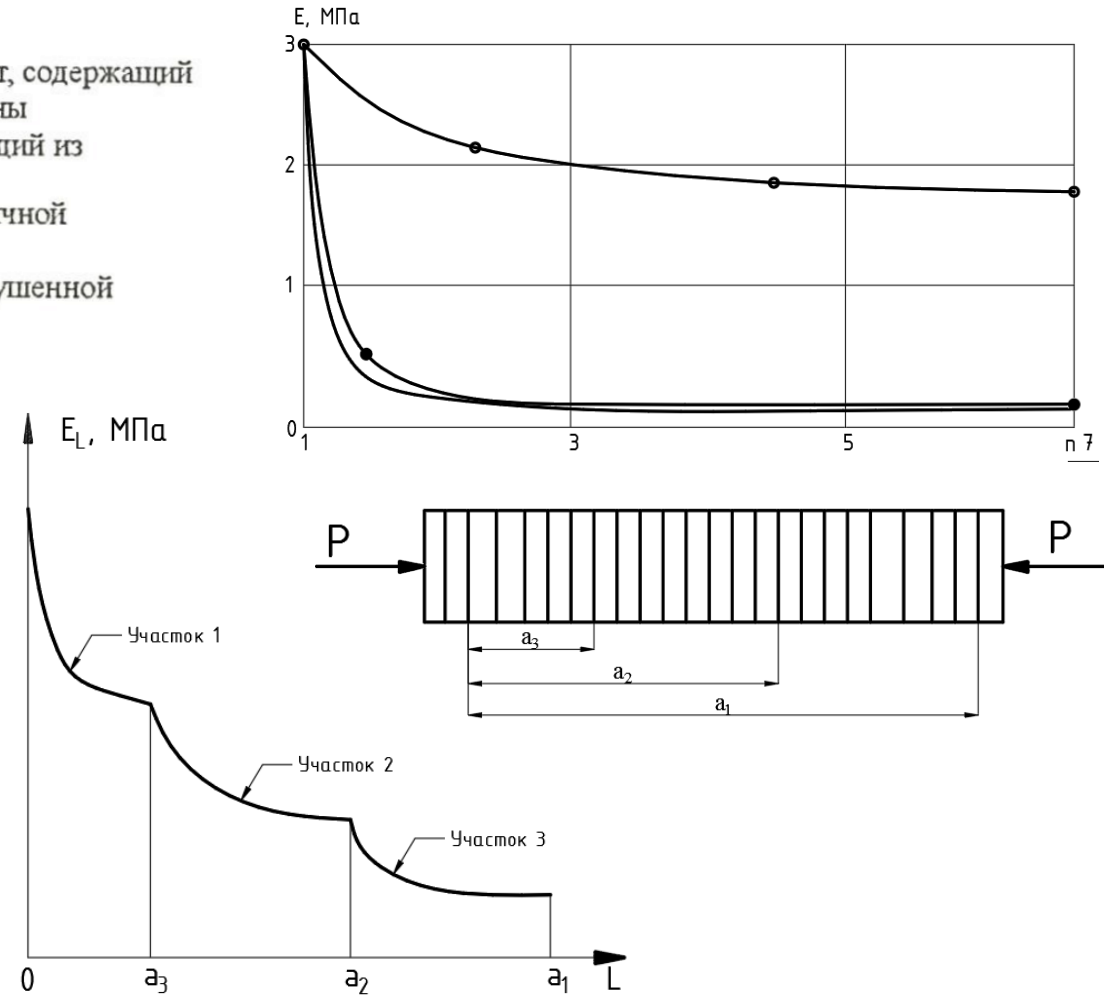 E, МПа
3
т, содержащий
ны
щий из
2
чной
ушенной
1
0
1
3
5
n 7
E_L, МПа
P
P
Участок 1
a₃
a₂
a₁
Участок 2
Участок 3
0
a₃
a₂
a₁
L